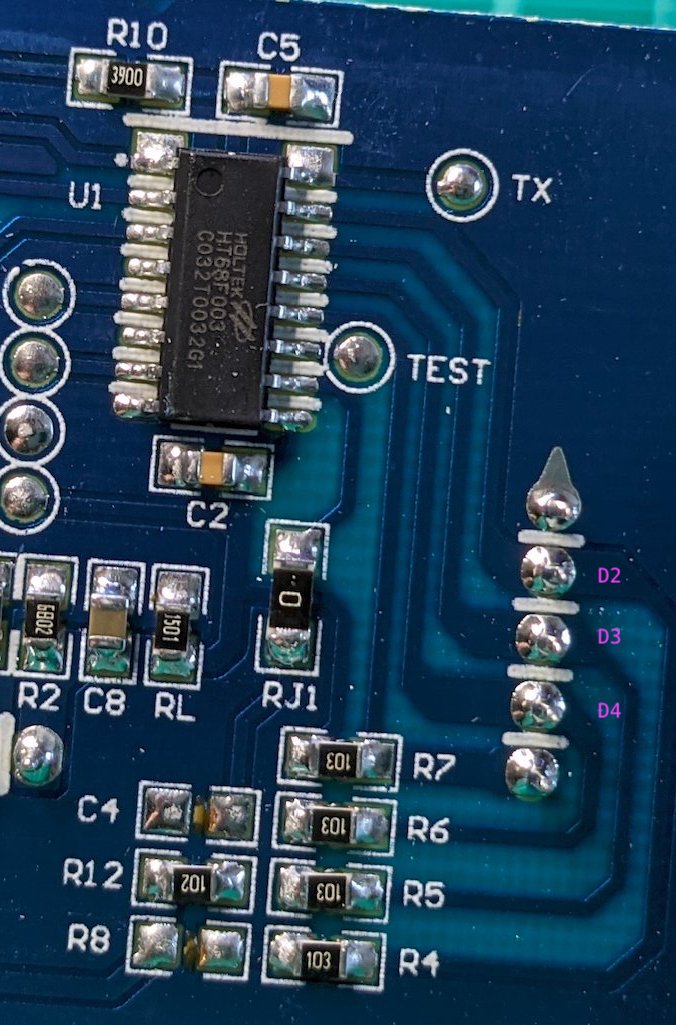 R10
C5
3900
U1
HOLTEK
HT68F003
C032T0032G1
TX
TEST
C2
D2
D3
D4
6802
1501
0
R2
C8
RL
RJ1
103
R7
C4
103
R6
R12
102
103
R5
R8
103
R4